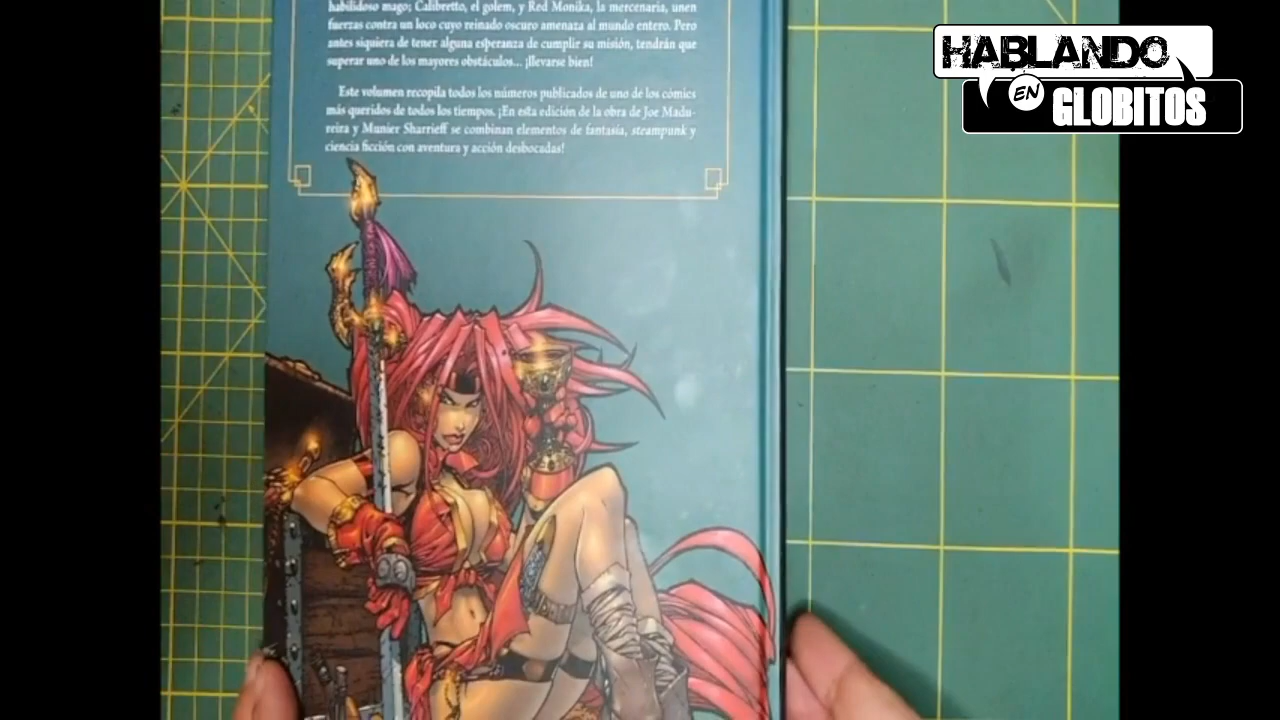 habilidoso mago; Calibretto, el golem, y Red Monika, la mercenaria, unen
fuerzas contra un loco cuyo reinado oscuro amenaza al mundo entero. Pero
antes siquiera de tener alguna esperanza de cumplir su misión, tendrán que
superar uno de los mayores obstáculos... ¡llevarse bien!
Este volumen recopila todos los números publicados de uno de los cómics
más queridos de todos los tiempos. ¡En esta edición de la obra de Joe Madu-
reira y Munier Sharrieff se combinan elementos de fantasía, steampunk y
ciencia ficción con aventura y acción desbocadas!
HABLANDO
EN
GLOBITOS